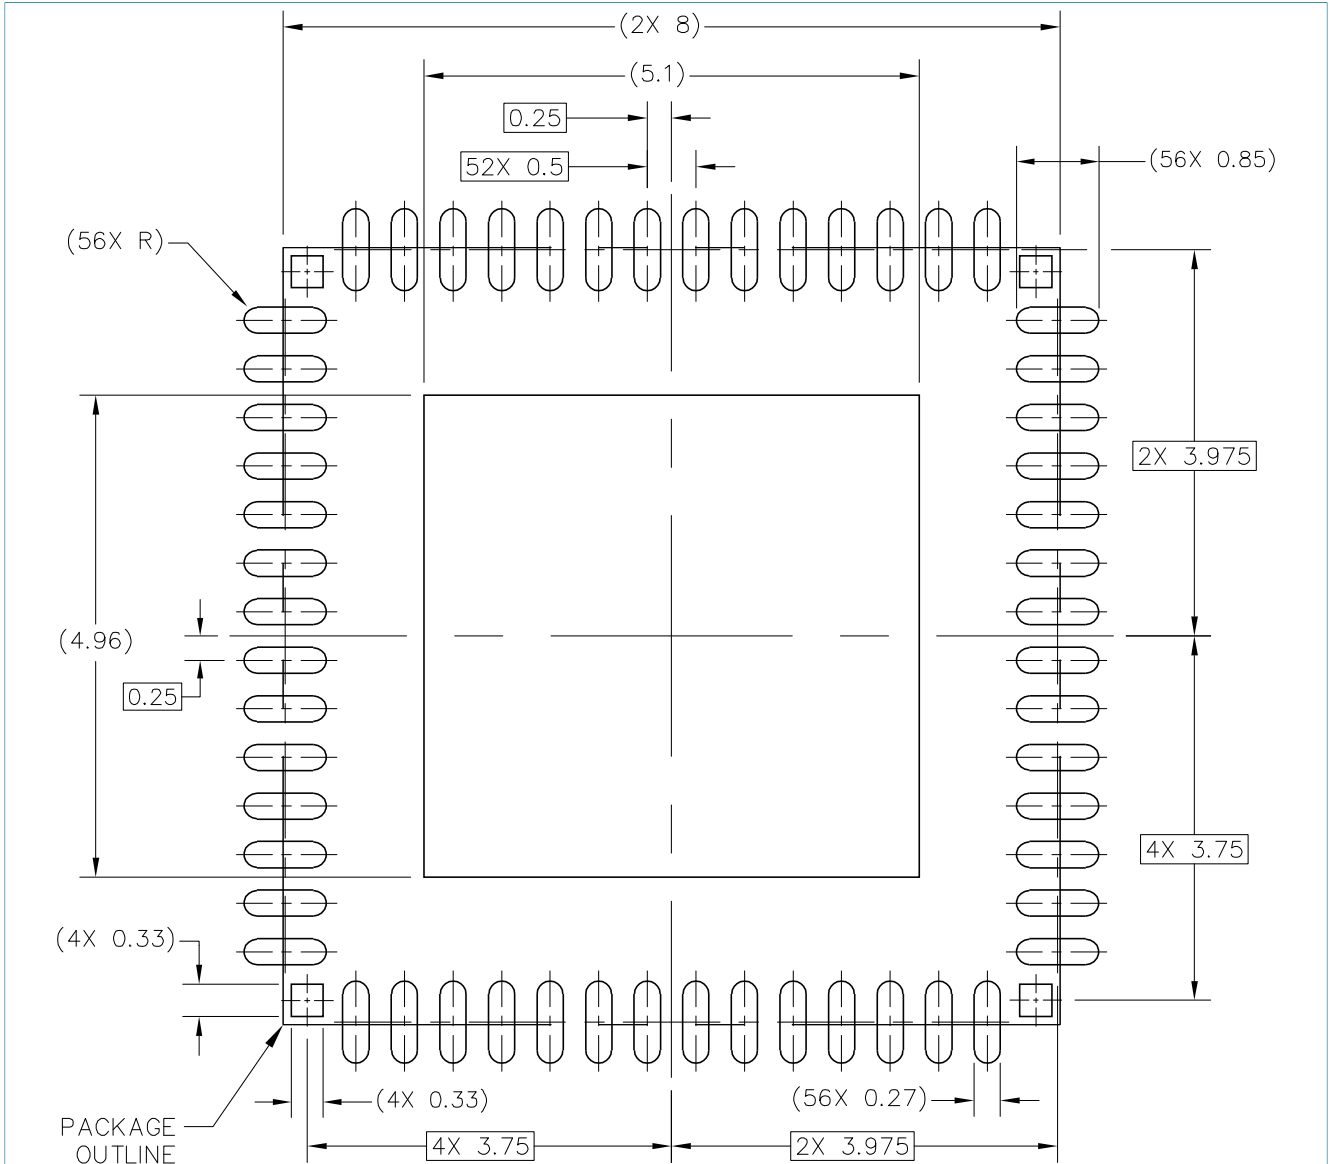 (2X 8)
(5.1)
0.25
52X 0.5
(56X 0.85)
(56X R)
2X 3.975
(4.96)
0.25
4X 3.75
(4X 0.33)
(4X 0.33)
(56X 0.27)
PACKAGE
OUTLINE
4X 3.75
2X 3.975